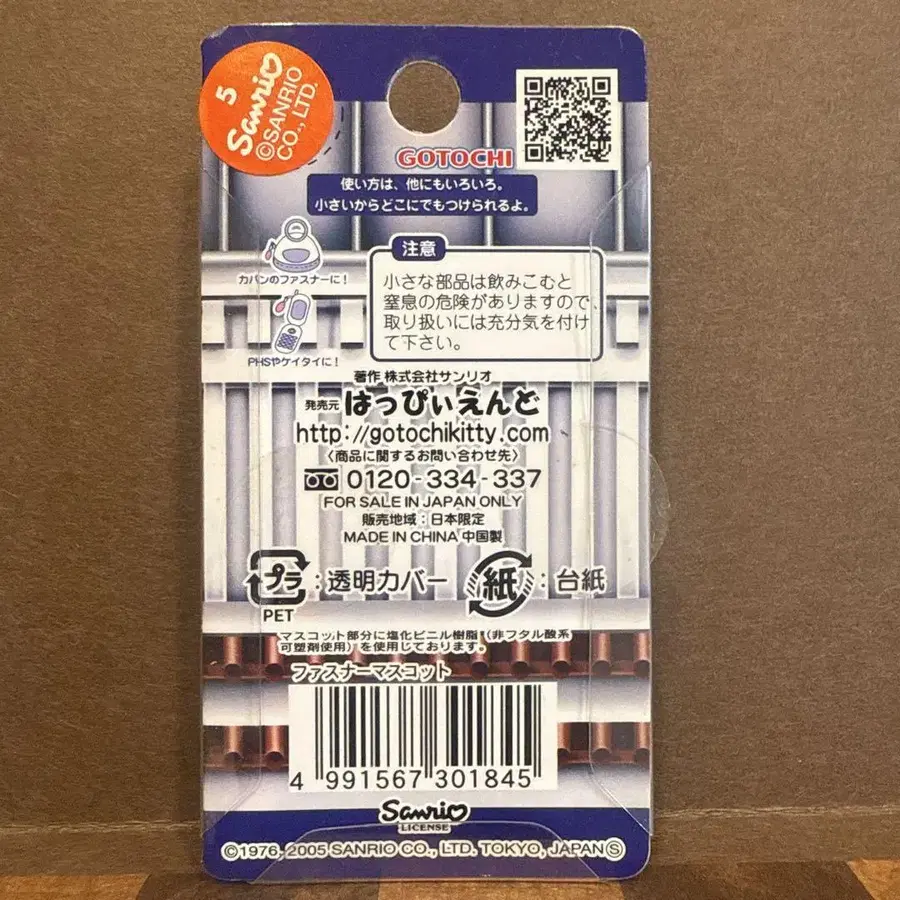 5
Sanrio
©SANRIO
CO., LTD.
GOTOCHI
使い方は、他にもいろいろ。
小さいからどこにでもつけられるよ。
カバンのファスナーに!
PHSやケイタイに!
注意
小さな部品は飲みこむと
窒息の危険がありますので、
取り扱いには充分気を付け
て下さい。
著作 株式会社サンリオ
発売元 はっぴぃえんど
http://gotochikitty.com
〈商品に関するお問い合わせ先〉
0120-334-337
FOR SALE IN JAPAN ONLY
販売地域:日本限定
MADE IN CHINA 中国製
プラ:透明カバー
PET
紙:台紙
マスコット部分に塩化ビニル樹脂(非フタル酸系
可塑剤使用)を使用しております。
ファスナーマスコット
4 991567 301845
Sanrio
LICENSE
©1976, 2005 SANRIO CO., LTD. TOKYO, JAPAN Ⓢ